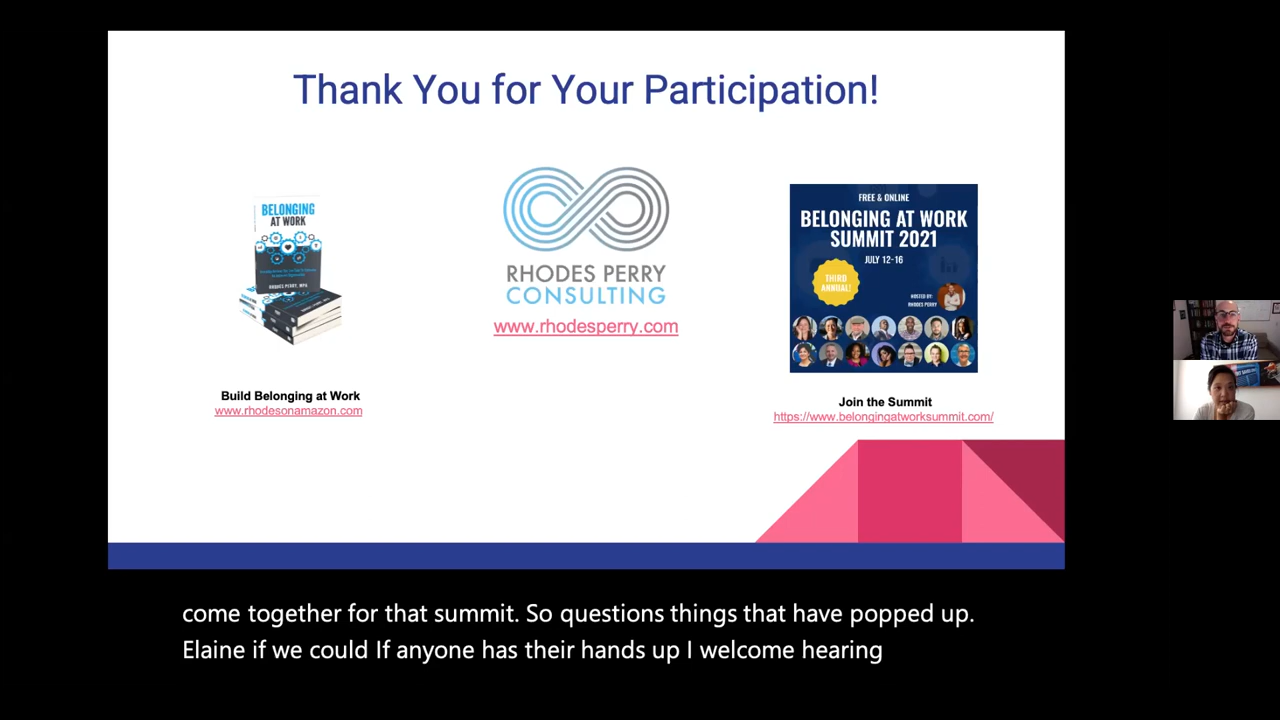 Thank You for Your Participation!
BELONGING
AT WORK
RHODES PERRY, MPA
Build Belonging at Work
www.rhodesonamazon.com
RHODES PERRY
CONSULTING
www.rhodesperry.com
FREE & ONLINE
BELONGING AT WORK
SUMMIT 2021
JULY 12-16
THIRD
ANNUAL!
HOSTED BY:
RHODES PERRY
Join the Summit
https://www.belongingatworksummit.com/
come together for that summit. So questions things that have popped up.
Elaine if we could If anyone has their hands up I welcome hearing